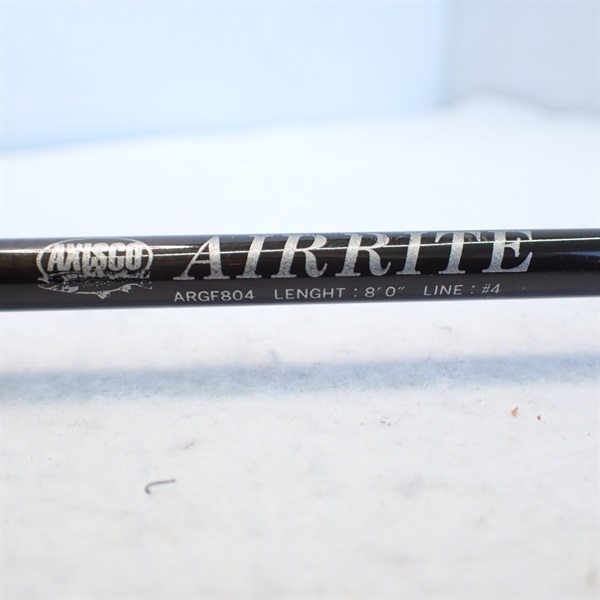 AXISCO AIRRITE
ARGF804 LENGHT : 8'0" LINE : #4